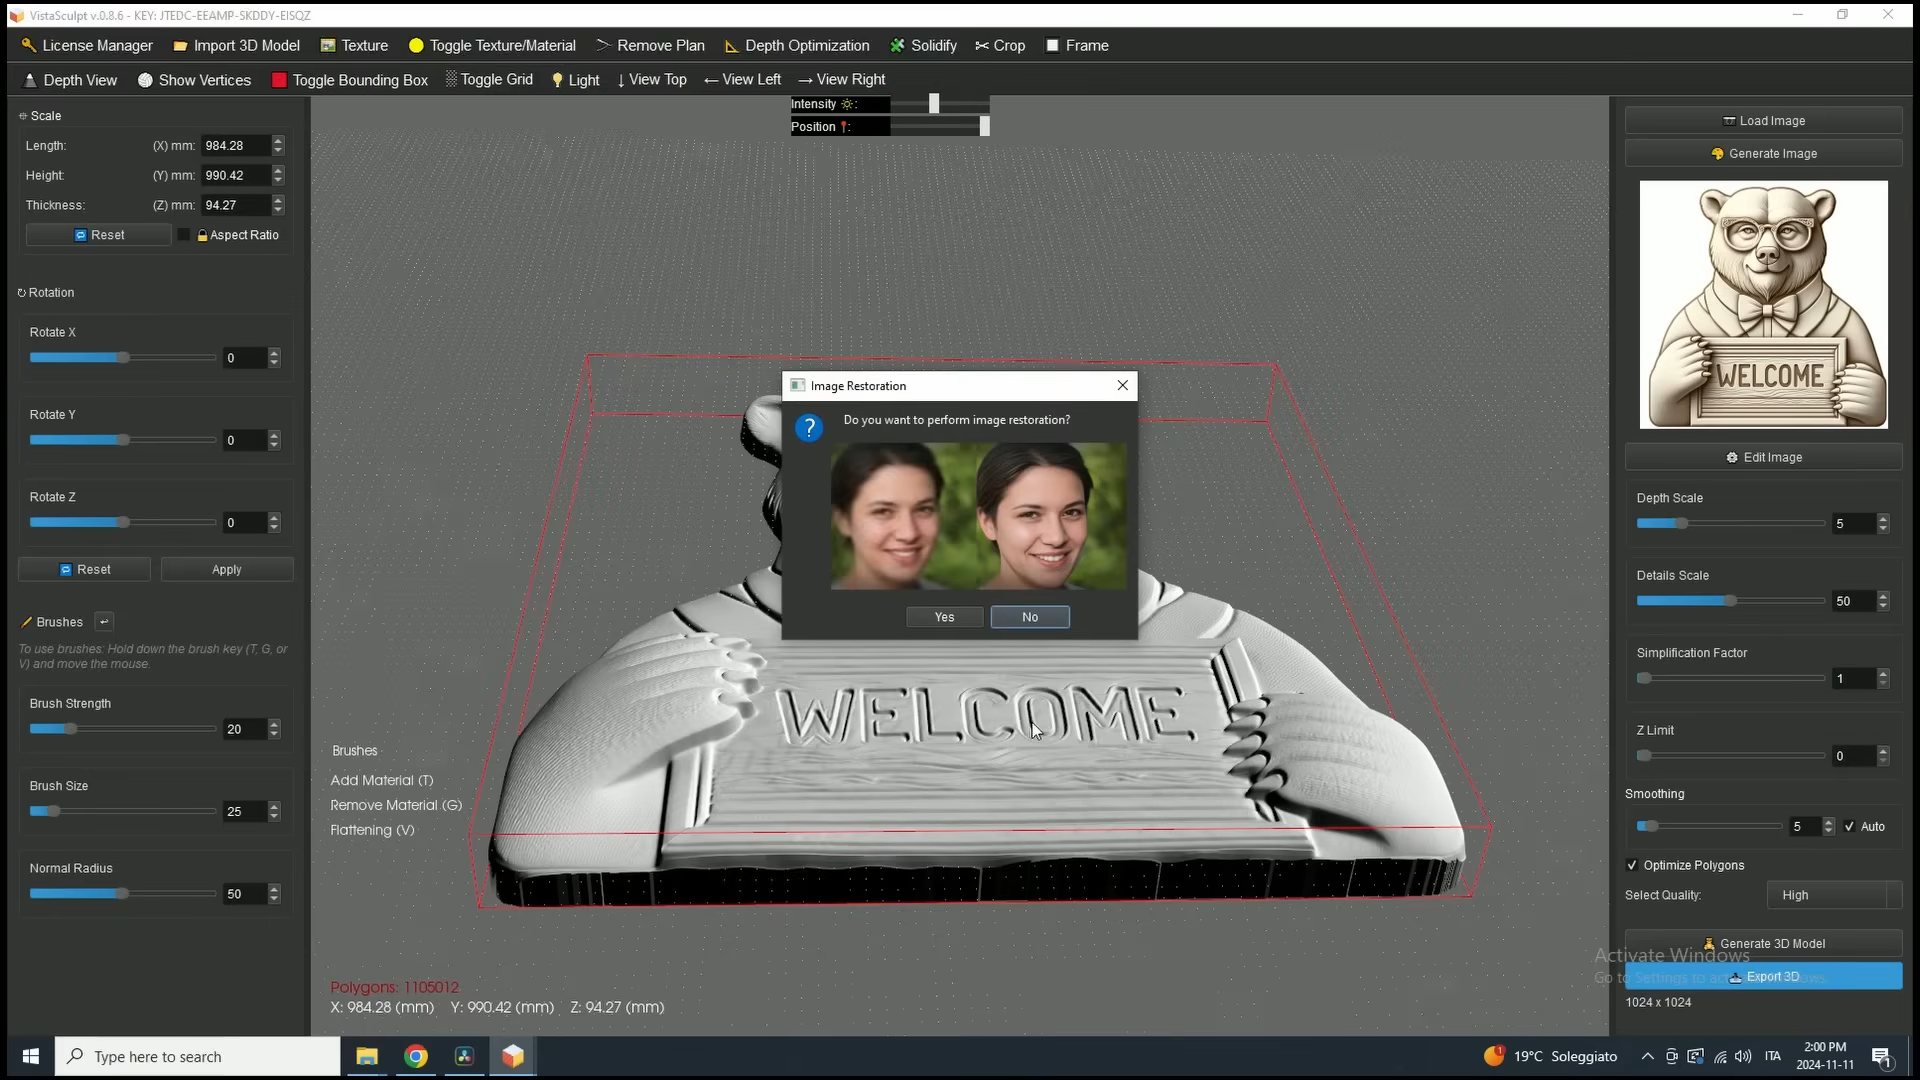 VistaSculpt v.0.8.6 - KEY: JTEDC-EEAMP-SKDDY-EISQZ
License Manager Import 3D Model Texture Toggle Texture/Material Remove Plan Depth Optimization Solidify Crop Frame
Depth View Show Vertices Toggle Bounding Box Toggle Grid Light ↓ View Top ← View Left → View Right
Intensity :
Position :
Scale
Length: (X) mm: 984.28
Height: (Y) mm: 990.42
Thickness: (Z) mm: 94.27
Reset Aspect Ratio
Rotation
Rotate X
0
Rotate Y
0
Rotate Z
0
Reset Apply
Brushes
To use brushes: Hold down the brush key (T, G, or
V) and move the mouse.
Brush Strength
20
Brush Size
25
Normal Radius
50
Brushes
Add Material (T)
Remove Material (G)
Flattening (V)
Polygons: 1105012
X: 984.28 (mm) Y: 990.42 (mm) Z: 94.27 (mm)
Image Restoration
Do you want to perform image restoration?
Yes No
WELCOME
Load Image
Generate Image
WELCOME
Edit Image
Depth Scale
5
Details Scale
50
Simplification Factor
1
Z Limit
0
Smoothing
5 Auto
Optimize Polygons
Select Quality: High
Generate 3D Model
Activate Windows
Export 3D
1024 x 1024
Type here to search
1
19°C Soleggiato
ITA
2:00 PM
2024-11-11
1